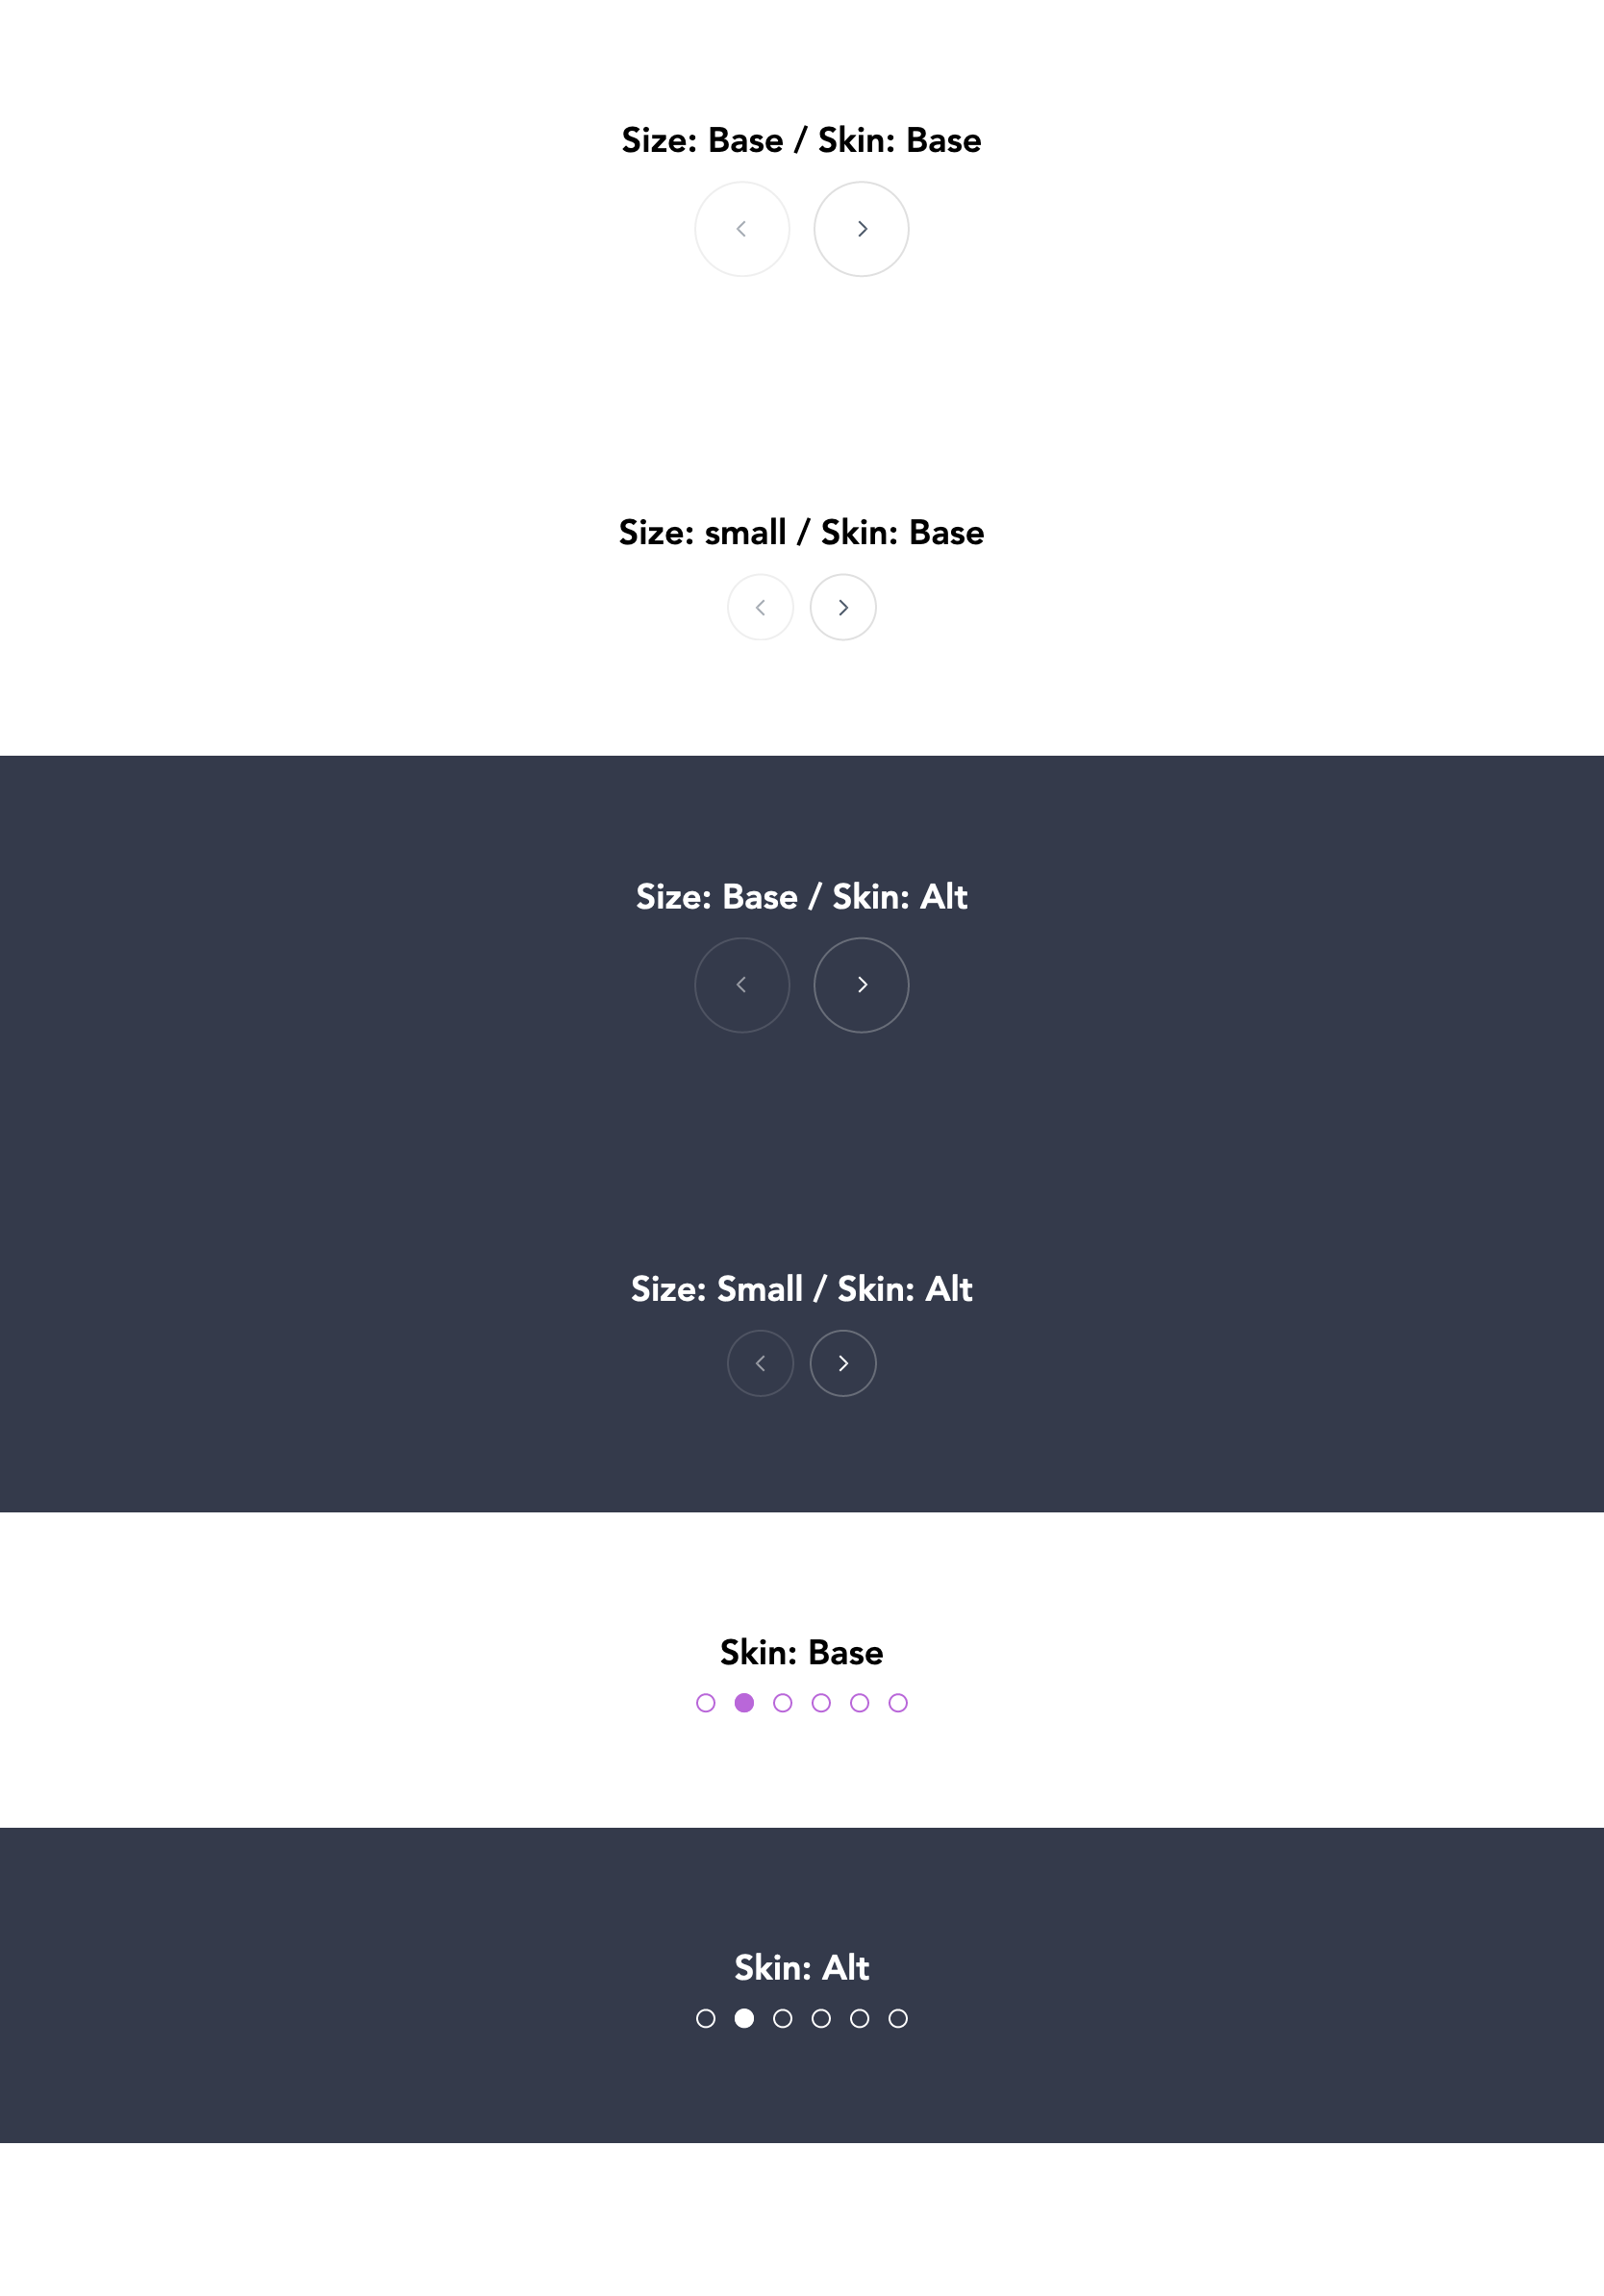 Size: Base / Skin: Base
Size: small / Skin: Base
Size: Base / Skin: Alt
Size: Small / Skin: Alt
Skin: Base
Skin: Alt